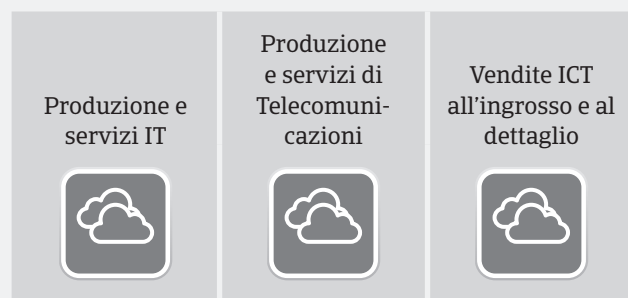 Produzione e
servizi IT
Produzione
e servizi di
Telecomuni-
cazioni
Vendite ICT
all'ingrosso e al
dettaglio